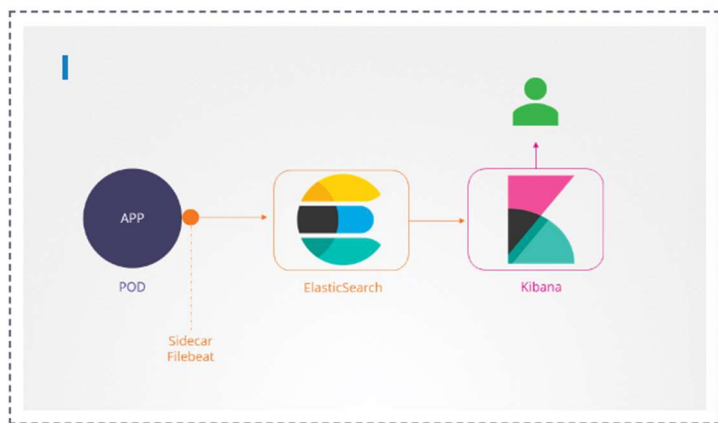 APP
POD
ElasticSearch
Kibana
Sidecar
Filebeat